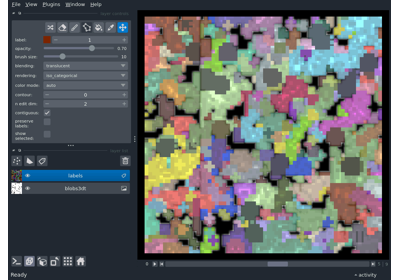 File View Plugins Window Help
label: 1
opacity: 0.70
brush size: 10
blending: translucent
rendering: iso_categorical
color mode: auto
contour: 0
n edit dim: 2
contiguous:
preserve
labels:
show
selected:
labels
blobs3dt
Ready
activity